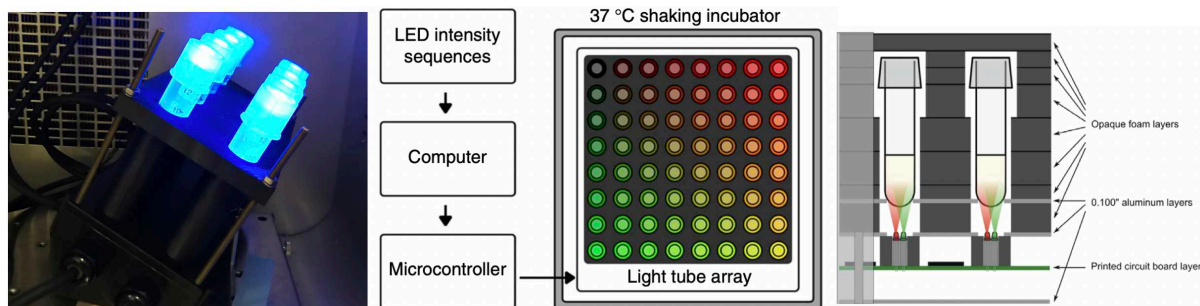 LED intensity
sequences
Computer
Microcontroller
37 °C shaking incubator
Light tube array
Opaque foam layers
0.100" aluminum layers
Printed circuit board layer